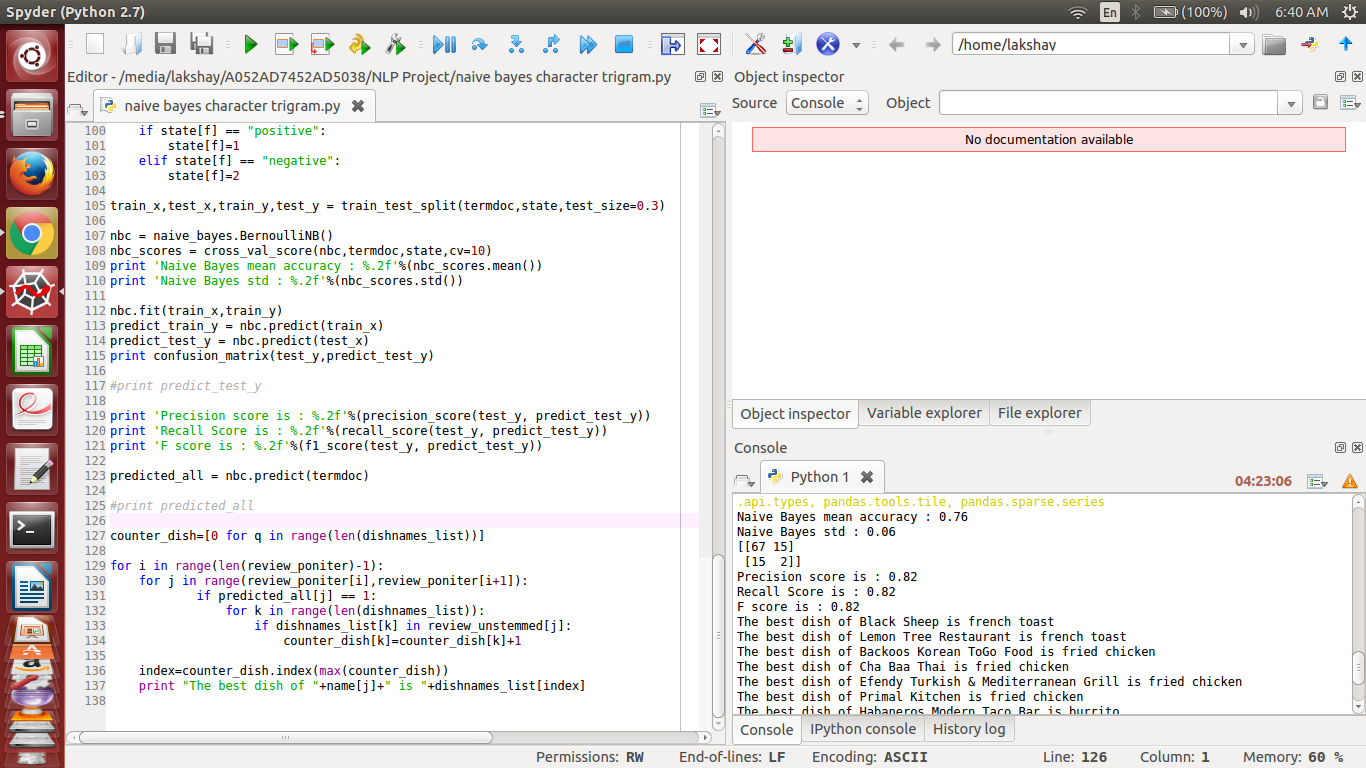 Spyder (Python 2.7)
En
(100%)
6:40 AM
/home/lakshay
Editor - /media/lakshay/A052AD7452AD5038/NLP Project/naive bayes character trigram.py
naive bayes character trigram.py
100     if state[f] == "positive":
101         state[f]=1
102     elif state[f] == "negative":
103         state[f]=2
104
105 train_x,test_x,train_y,test_y = train_test_split(termdoc,state,test_size=0.3)
106
107 nbc = naive_bayes.BernoulliNB()
108 nbc_scores = cross_val_score(nbc,termdoc,state,cv=10)
109 print 'Naive Bayes mean accuracy : %.2f'%(nbc_scores.mean())
110 print 'Naive Bayes std : %.2f'%(nbc_scores.std())
111
112 nbc.fit(train_x,train_y)
113 predict_train_y = nbc.predict(train_x)
114 predict_test_y = nbc.predict(test_x)
115 print confusion_matrix(test_y,predict_test_y)
116
117 #print predict_test_y
118
119 print 'Precision score is : %.2f'%(precision_score(test_y, predict_test_y))
120 print 'Recall Score is : %.2f'%(recall_score(test_y, predict_test_y))
121 print 'F score is : %.2f'%(f1_score(test_y, predict_test_y))
122
123 predicted_all = nbc.predict(termdoc)
124
125 #print predicted_all
126
127 counter_dish=[0 for q in range(len(dishnames_list))]
128
129 for i in range(len(review_poniter)-1):
130     for j in range(review_poniter[i],review_poniter[i+1]):
131             if predicted_all[j] == 1:
132                 for k in range(len(dishnames_list)):
133                     if dishnames_list[k] in review_unstemmed[j]:
134                         counter_dish[k]=counter_dish[k]+1
135
136     index=counter_dish.index(max(counter_dish))
137     print "The best dish of "+name[j]+" is "+dishnames_list[index]
138
Object inspector
Source
Console
Object
No documentation available
Object inspector
Variable explorer
File explorer
Console
Python 1
04:23:06
.api.types, pandas.tools.tile, pandas.sparse.series
Naive Bayes mean accuracy : 0.76
Naive Bayes std : 0.06
[[67 15]
 [15  2]]
Precision score is : 0.82
Recall Score is : 0.82
F score is : 0.82
The best dish of Black Sheep is french toast
The best dish of Lemon Tree Restaurant is french toast
The best dish of Backoos Korean ToGo Food is fried chicken
The best dish of Cha Baa Thai is fried chicken
The best dish of Efendy Turkish & Mediterranean Grill is fried chicken
The best dish of Primal Kitchen is fried chicken
The best dish of Habaneros Modern Taco Bar is burrito
Console
IPython console
History log
Permissions: RW
End-of-lines: LF
Encoding: ASCII
Line: 126
Column: 1
Memory: 60 %